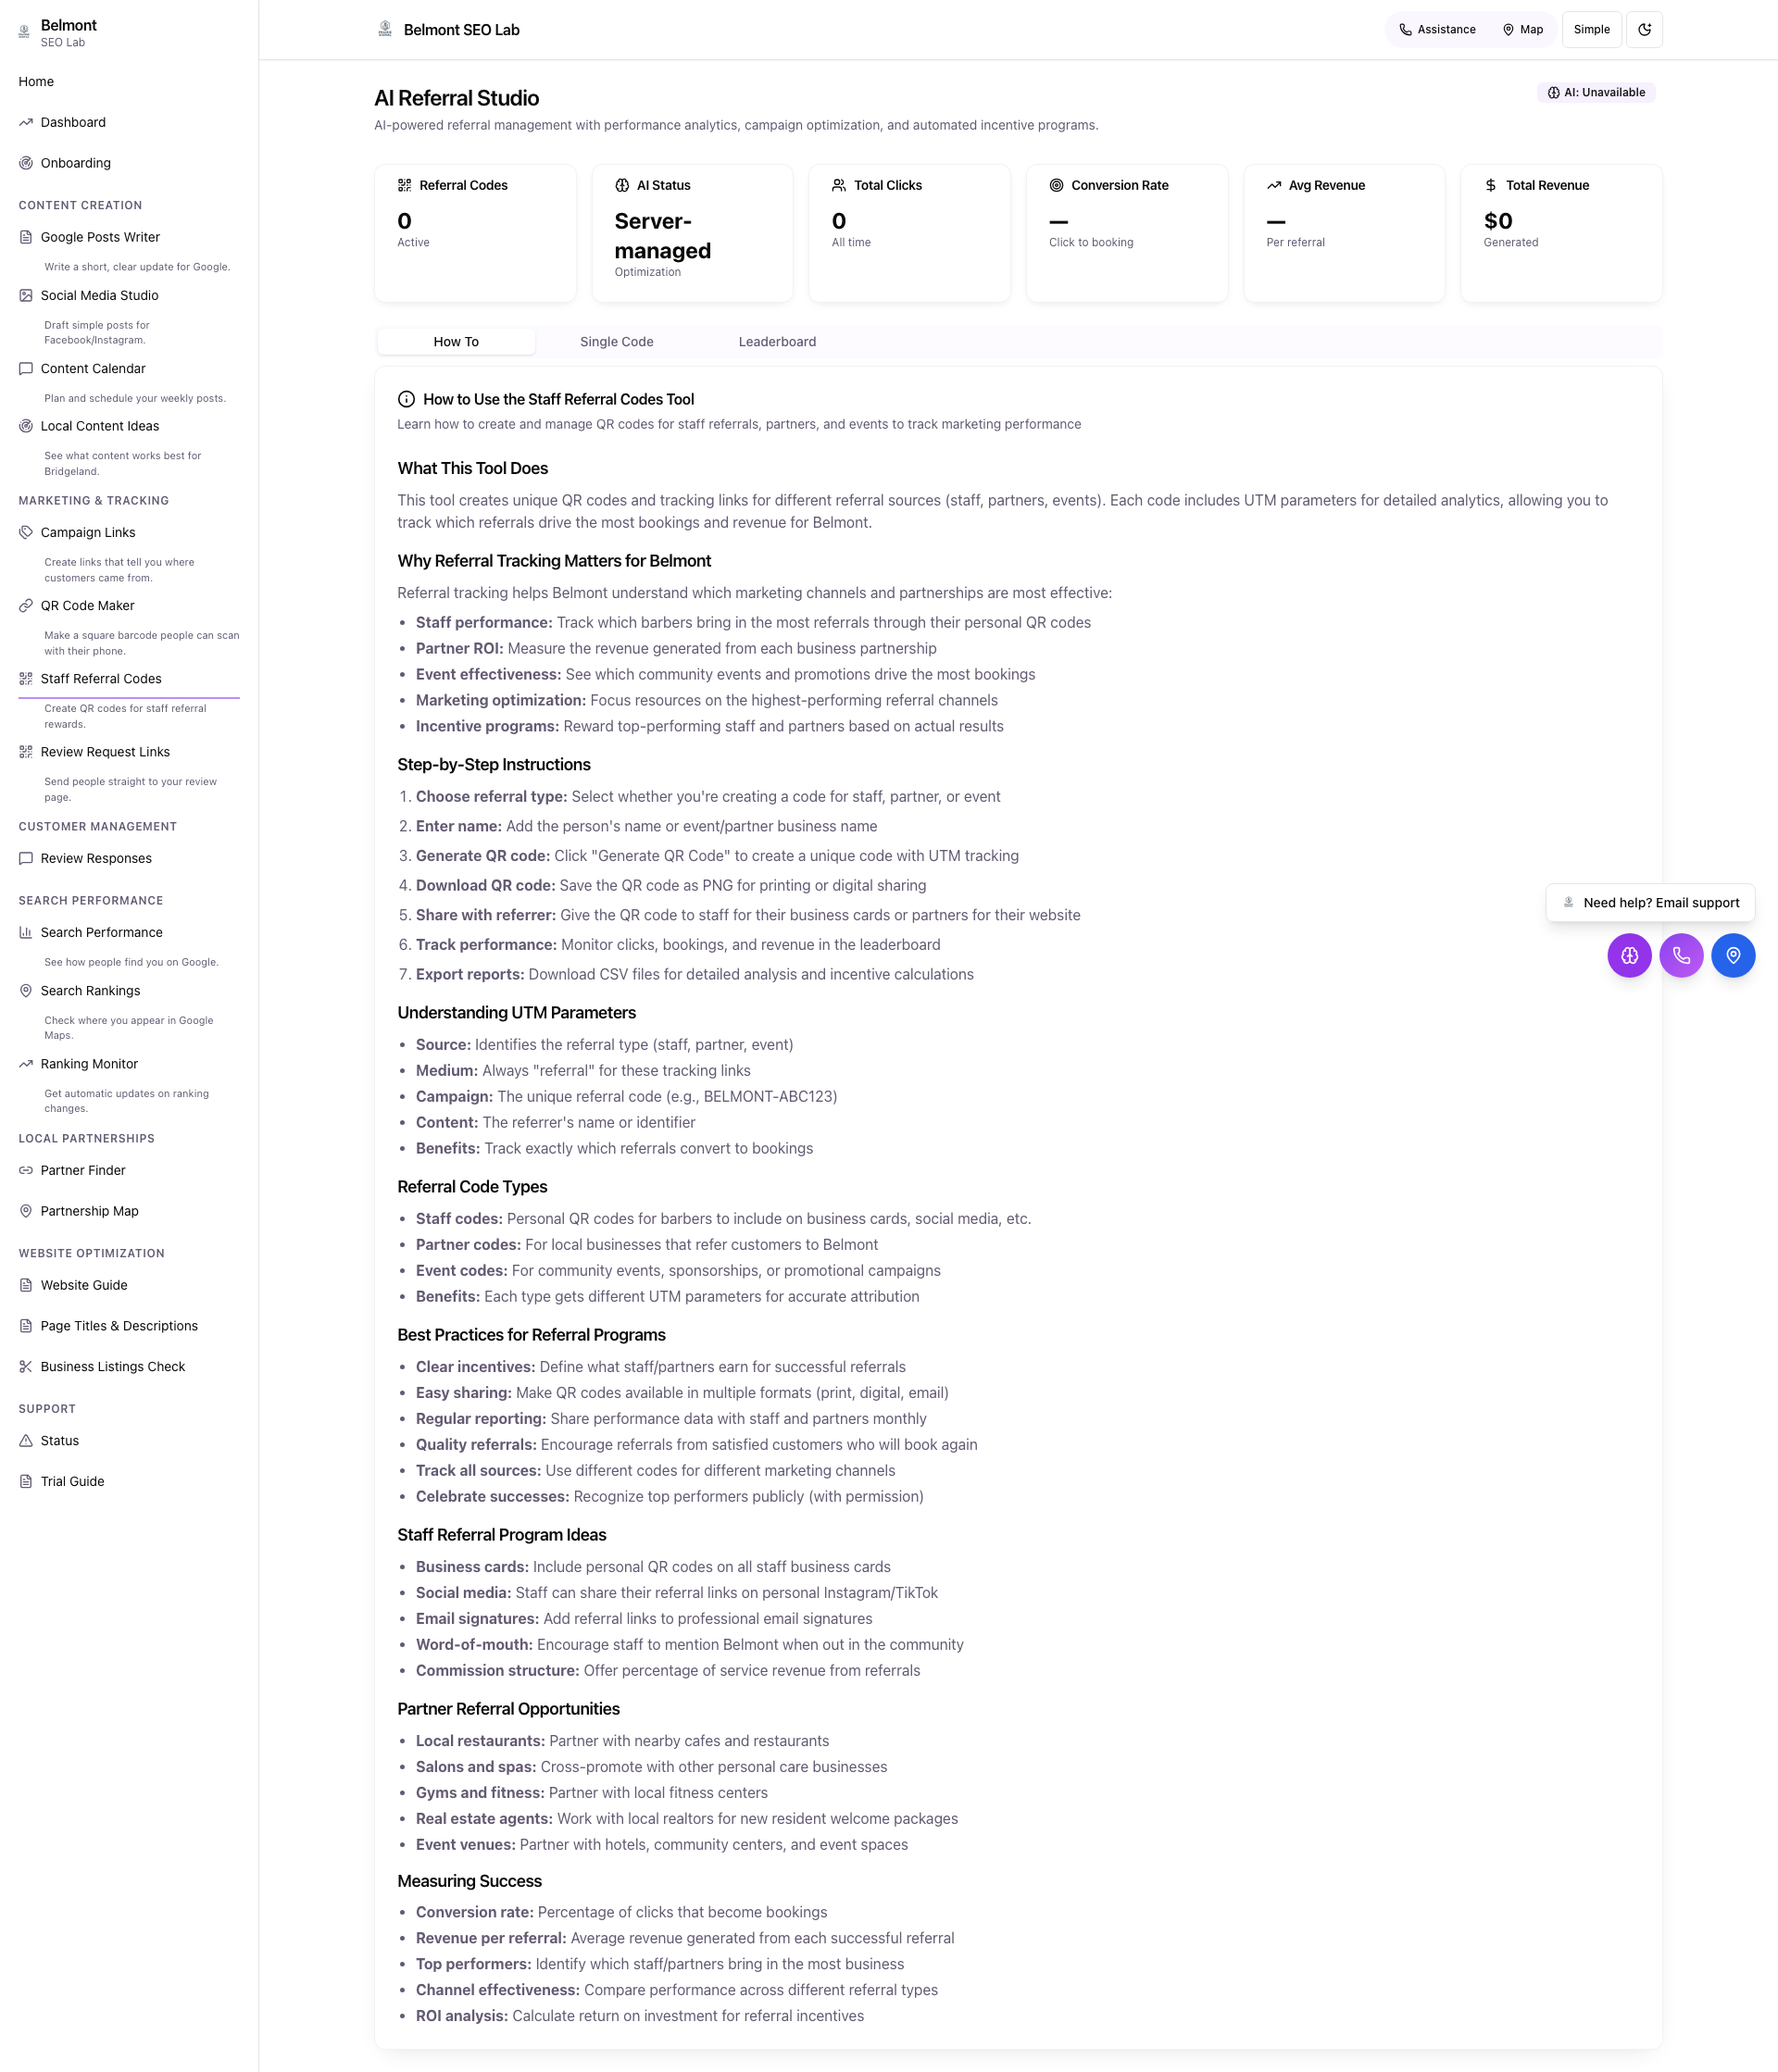 Belmont
SEO Lab
Home
Dashboard
Onboarding
CONTENT CREATION
Google Posts Writer
Write a short, clear update for Google.
Social Media Studio
Draft simple posts for
Facebook/Instagram.
Content Calendar
Plan and schedule your weekly posts.
Local Content Ideas
See what content works best for
Bridgeland.
MARKETING & TRACKING
Campaign Links
Create links that tell you where
customers came from.
QR Code Maker
Make a square barcode people can scan
with their phone.
Staff Referral Codes
Create QR codes for staff referral
rewards.
Review Request Links
Send people straight to your review
page.
CUSTOMER MANAGEMENT
Review Responses
SEARCH PERFORMANCE
Search Performance
See how people find you on Google.
Search Rankings
Check where you appear in Google
Maps.
Ranking Monitor
Get automatic updates on ranking
changes.
LOCAL PARTNERSHIPS
Partner Finder
Partnership Map
WEBSITE OPTIMIZATION
Website Guide
Page Titles & Descriptions
Business Listings Check
SUPPORT
Status
Trial Guide
Belmont SEO Lab
Assistance
Map
Simple
AI Referral Studio
AI: Unavailable
AI-powered referral management with performance analytics, campaign optimization, and automated incentive programs.
Referral Codes
0
Active
AI Status
Server-
managed
Optimization
Total Clicks
0
All time
Conversion Rate
—
Click to booking
Avg Revenue
—
Per referral
Total Revenue
$0
Generated
How To
Single Code
Leaderboard
How to Use the Staff Referral Codes Tool
Learn how to create and manage QR codes for staff referrals, partners, and events to track marketing performance
What This Tool Does
This tool creates unique QR codes and tracking links for different referral sources (staff, partners, events). Each code includes UTM parameters for detailed analytics, allowing you to
track which referrals drive the most bookings and revenue for Belmont.
Why Referral Tracking Matters for Belmont
Referral tracking helps Belmont understand which marketing channels and partnerships are most effective:
• Staff performance: Track which barbers bring in the most referrals through their personal QR codes
• Partner ROI: Measure the revenue generated from each business partnership
• Event effectiveness: See which community events and promotions drive the most bookings
• Marketing optimization: Focus resources on the highest-performing referral channels
• Incentive programs: Reward top-performing staff and partners based on actual results
Step-by-Step Instructions
1. Choose referral type: Select whether you're creating a code for staff, partner, or event
2. Enter name: Add the person's name or event/partner business name
3. Generate QR code: Click "Generate QR Code" to create a unique code with UTM tracking
4. Download QR code: Save the QR code as PNG for printing or digital sharing
5. Share with referrer: Give the QR code to staff for their business cards or partners for their website
6. Track performance: Monitor clicks, bookings, and revenue in the leaderboard
7. Export reports: Download CSV files for detailed analysis and incentive calculations
Understanding UTM Parameters
• Source: Identifies the referral type (staff, partner, event)
• Medium: Always "referral" for these tracking links
• Campaign: The unique referral code (e.g., BELMONT-ABC123)
• Content: The referrer's name or identifier
• Benefits: Track exactly which referrals convert to bookings
Referral Code Types
• Staff codes: Personal QR codes for barbers to include on business cards, social media, etc.
• Partner codes: For local businesses that refer customers to Belmont
• Event codes: For community events, sponsorships, or promotional campaigns
• Benefits: Each type gets different UTM parameters for accurate attribution
Best Practices for Referral Programs
• Clear incentives: Define what staff/partners earn for successful referrals
• Easy sharing: Make QR codes available in multiple formats (print, digital, email)
• Regular reporting: Share performance data with staff and partners monthly
• Quality referrals: Encourage referrals from satisfied customers who will book again
• Track all sources: Use different codes for different marketing channels
• Celebrate successes: Recognize top performers publicly (with permission)
Staff Referral Program Ideas
• Business cards: Include personal QR codes on all staff business cards
• Social media: Staff can share their referral links on personal Instagram/TikTok
• Email signatures: Add referral links to professional email signatures
• Word-of-mouth: Encourage staff to mention Belmont when out in the community
• Commission structure: Offer percentage of service revenue from referrals
Partner Referral Opportunities
• Local restaurants: Partner with nearby cafes and restaurants
• Salons and spas: Cross-promote with other personal care businesses
• Gyms and fitness: Partner with local fitness centers
• Real estate agents: Work with local realtors for new resident welcome packages
• Event venues: Partner with hotels, community centers, and event spaces
Measuring Success
• Conversion rate: Percentage of clicks that become bookings
• Revenue per referral: Average revenue generated from each successful referral
• Top performers: Identify which staff/partners bring in the most business
• Channel effectiveness: Compare performance across different referral types
• ROI analysis: Calculate return on investment for referral incentives
Need help? Email support